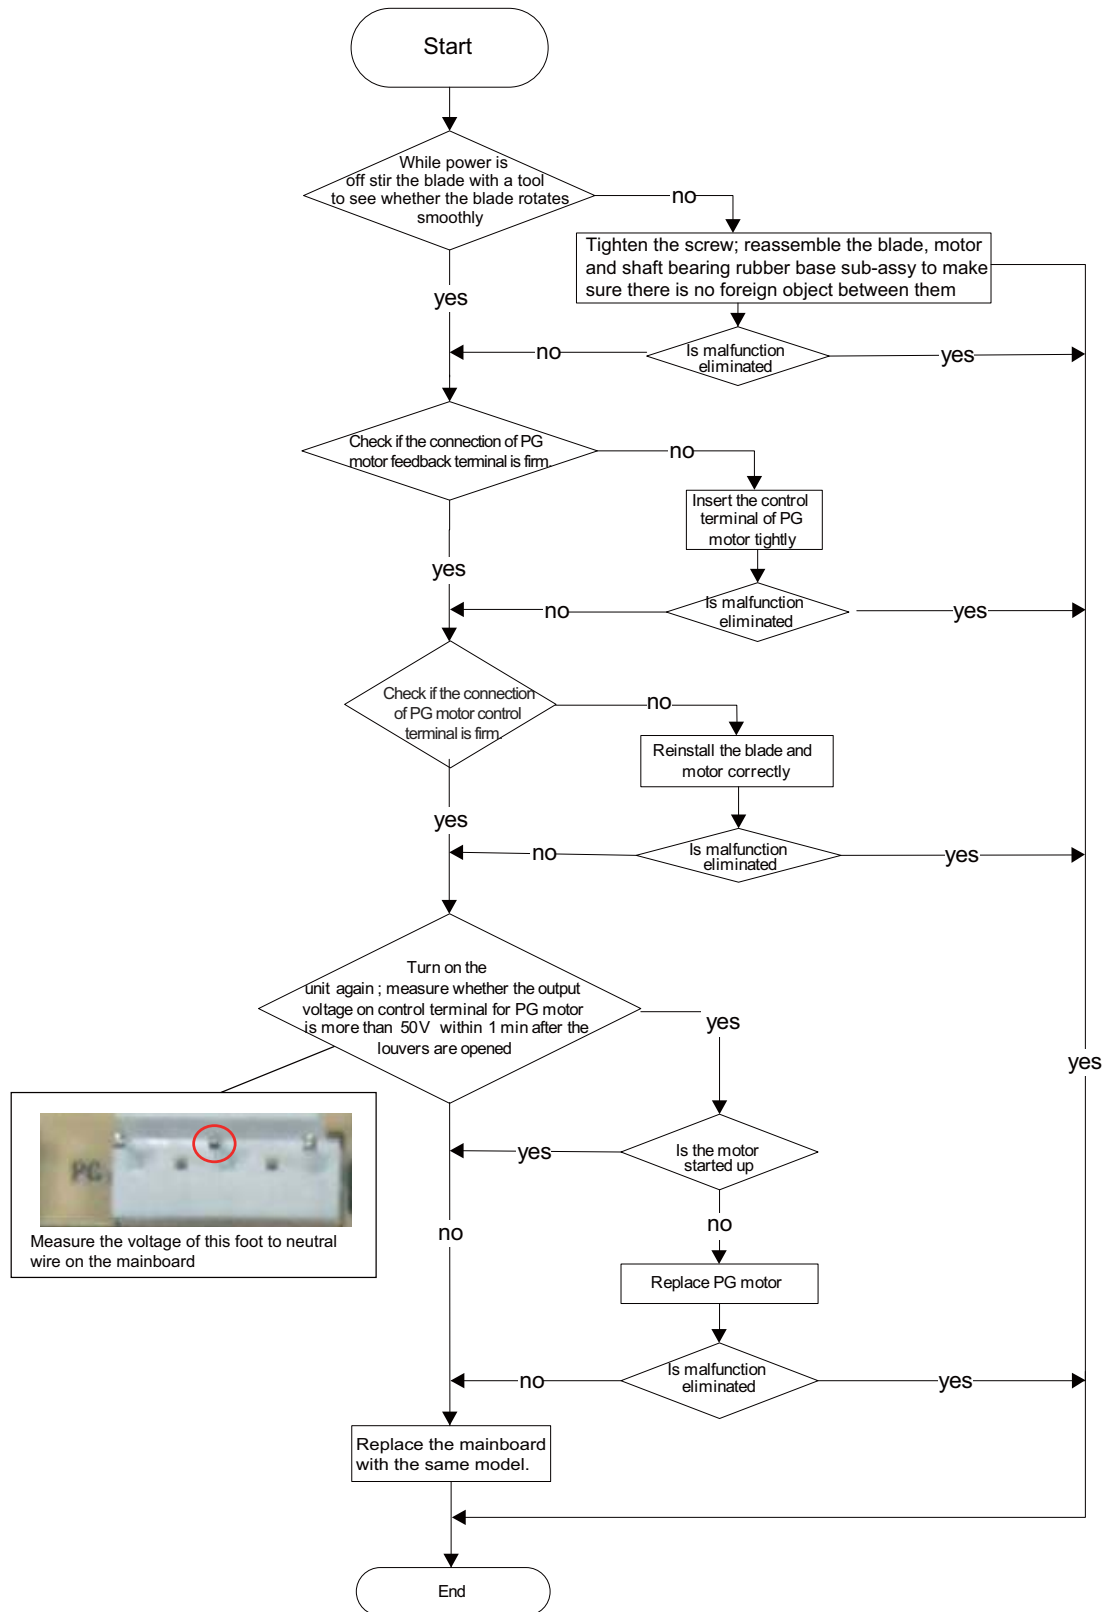 Start
While power is
off stir the blade with a tool
to see whether the blade rotates
smoothly
no
Tighten the screw; reassemble the blade, motor
and shaft bearing rubber base sub-assy to make
sure there is no foreign object between them
yes
no
Is malfunction
eliminated
yes
Check if the connection of PG
motor feedback terminal is firm.
no
Insert the control
terminal of PG
motor tightly
yes
no
Is malfunction
eliminated
yes
Check if the connection
of PG motor control
terminal is firm.
no
Reinstall the blade and
motor correctly
yes
no
Is malfunction
eliminated
yes
Turn on the
unit again ; measure whether the output
voltage on control terminal for PG motor
is more than 50V within 1 min after the
louvers are opened
yes
yes
PG
Measure the voltage of this foot to neutral
wire on the mainboard
yes
Is the motor
started up
no
no
Replace PG motor
no
Is malfunction
eliminated
yes
Replace the mainboard
with the same model.
End